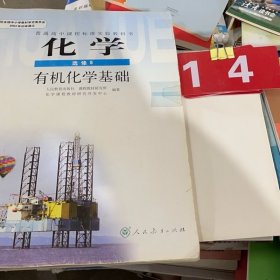 普通高中课程标准实验教科书
化学
选修 5
有机化学基础
人民教育出版社 课程教材研究所
化学课程教材研究开发中心
编著
人民教育出版社
14